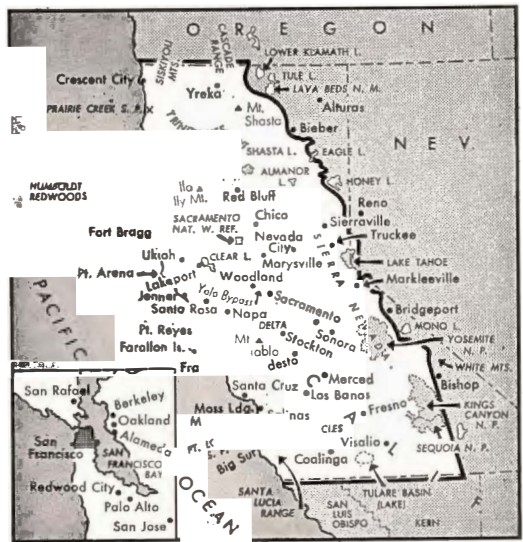 OREGON
CASCADE RANGE
SISKIYOU MTS.
LOWER KLAMATH L.
TULE L.
LAVA BEDS N. M.
Crescent City
Yreka
Alturas
PRAIRIE CREEK S. P.
Mt. Shasta
Bieber
NEV
SHASTA L.
EAGLE L.
ALMANOR L.
HONEY L.
HUMBOLDT REDWOODS
Red Bluff
Reno
SACRAMENTO NAT. W. REF.
Chico
Sierraville
Fort Bragg
Nevada City
Truckee
Ukiah
CLEAR L.
Marysville
LAKE TAHOE
Pt. Arena
Lakeport
Woodland
Markleeville
SIERRA NEVADA
Jenner
Yolo Bypass
Sacramento
PACIFIC
Santa Rosa
Napa
Bridgeport
MONO L.
Pt. Reyes
DELTA
Sonora
YOSEMITE N. P.
Farallon Is.
Stockton
WHITE MTS.
San Rafael
Berkeley
Santa Cruz
Merced
Bishop
Oakland
Los Banos
Alameda
Fresno
KINGS CANYON N. P.
San Francisco
SAN FRANCISCO BAY
Visalia
SEQUOIA N. P.
Big Sur
Coalinga
Redwood City
OCEAN
TULARE BASIN (LAKE)
Palo Alto
SANTA LUCIA RANGE
SAN LUIS OBISPO
KERN
San Jose